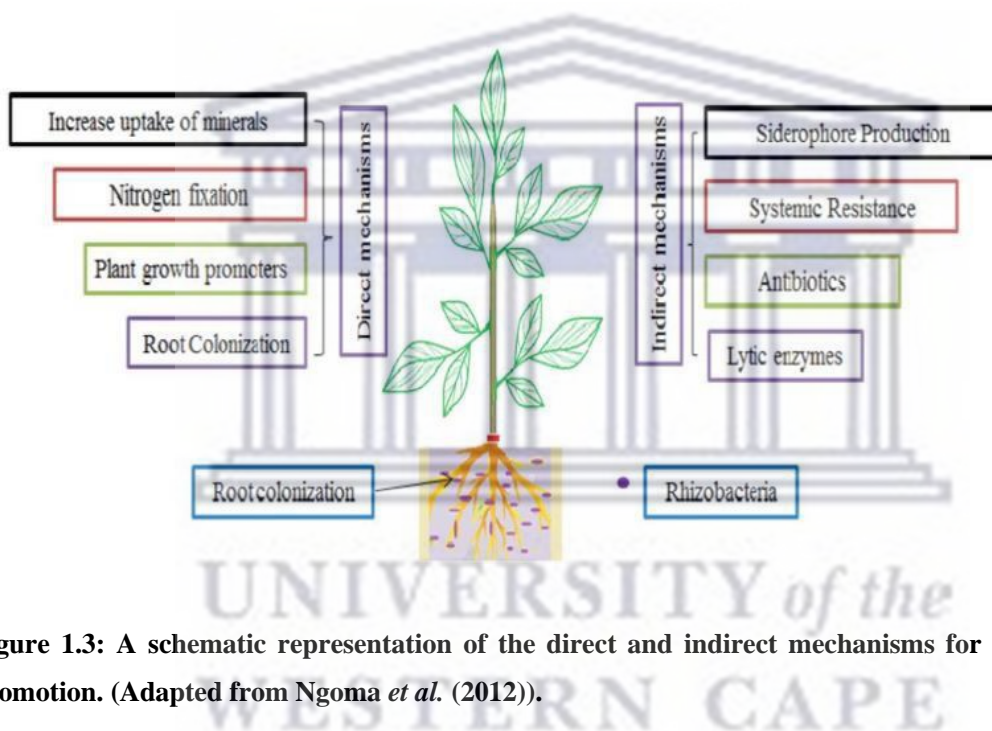 Increase uptake of minerals
Nitrogen fixation
Plant growth promoters
Root Colonization
Direct mechanisms
Indirect mechanisms
Siderophore Production
Systemic Resistance
Antibiotics
Lytic enzymes
Root colonization
Rhizobacteria
UNIVERSITY of the
gure 1.3: A schematic representation of the direct and indirect mechanisms for
omotion. (Adapted from Ngoma et al. (2012)).
WESTERN CAPE